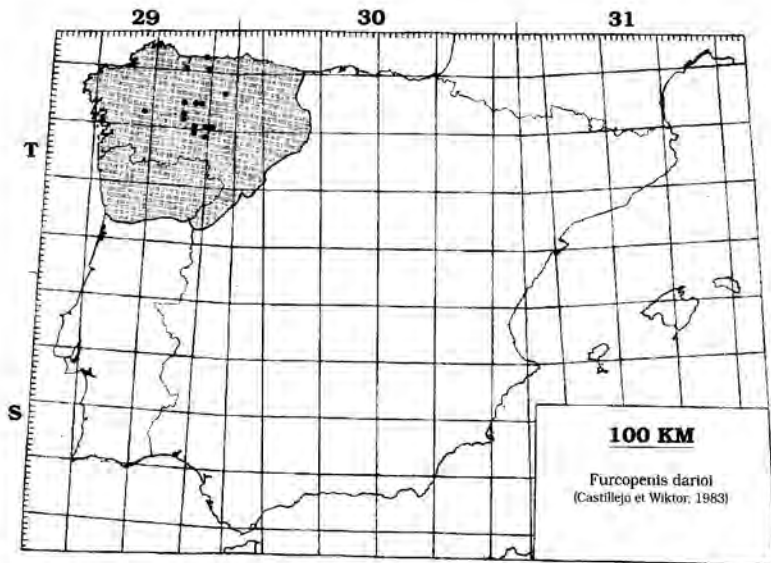 29 30 31
T
S
100 KM
Furcopenis darioi
(Castillejo et Wiktor, 1983)